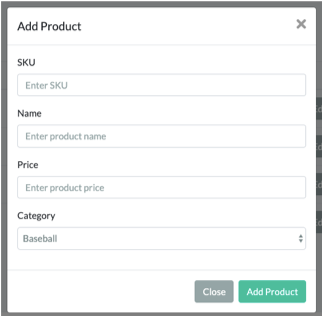 Add Product
×
SKU
Enter SKU
Name
Enter product name
Price
Enter product price
Category
Baseball
Close Add Product